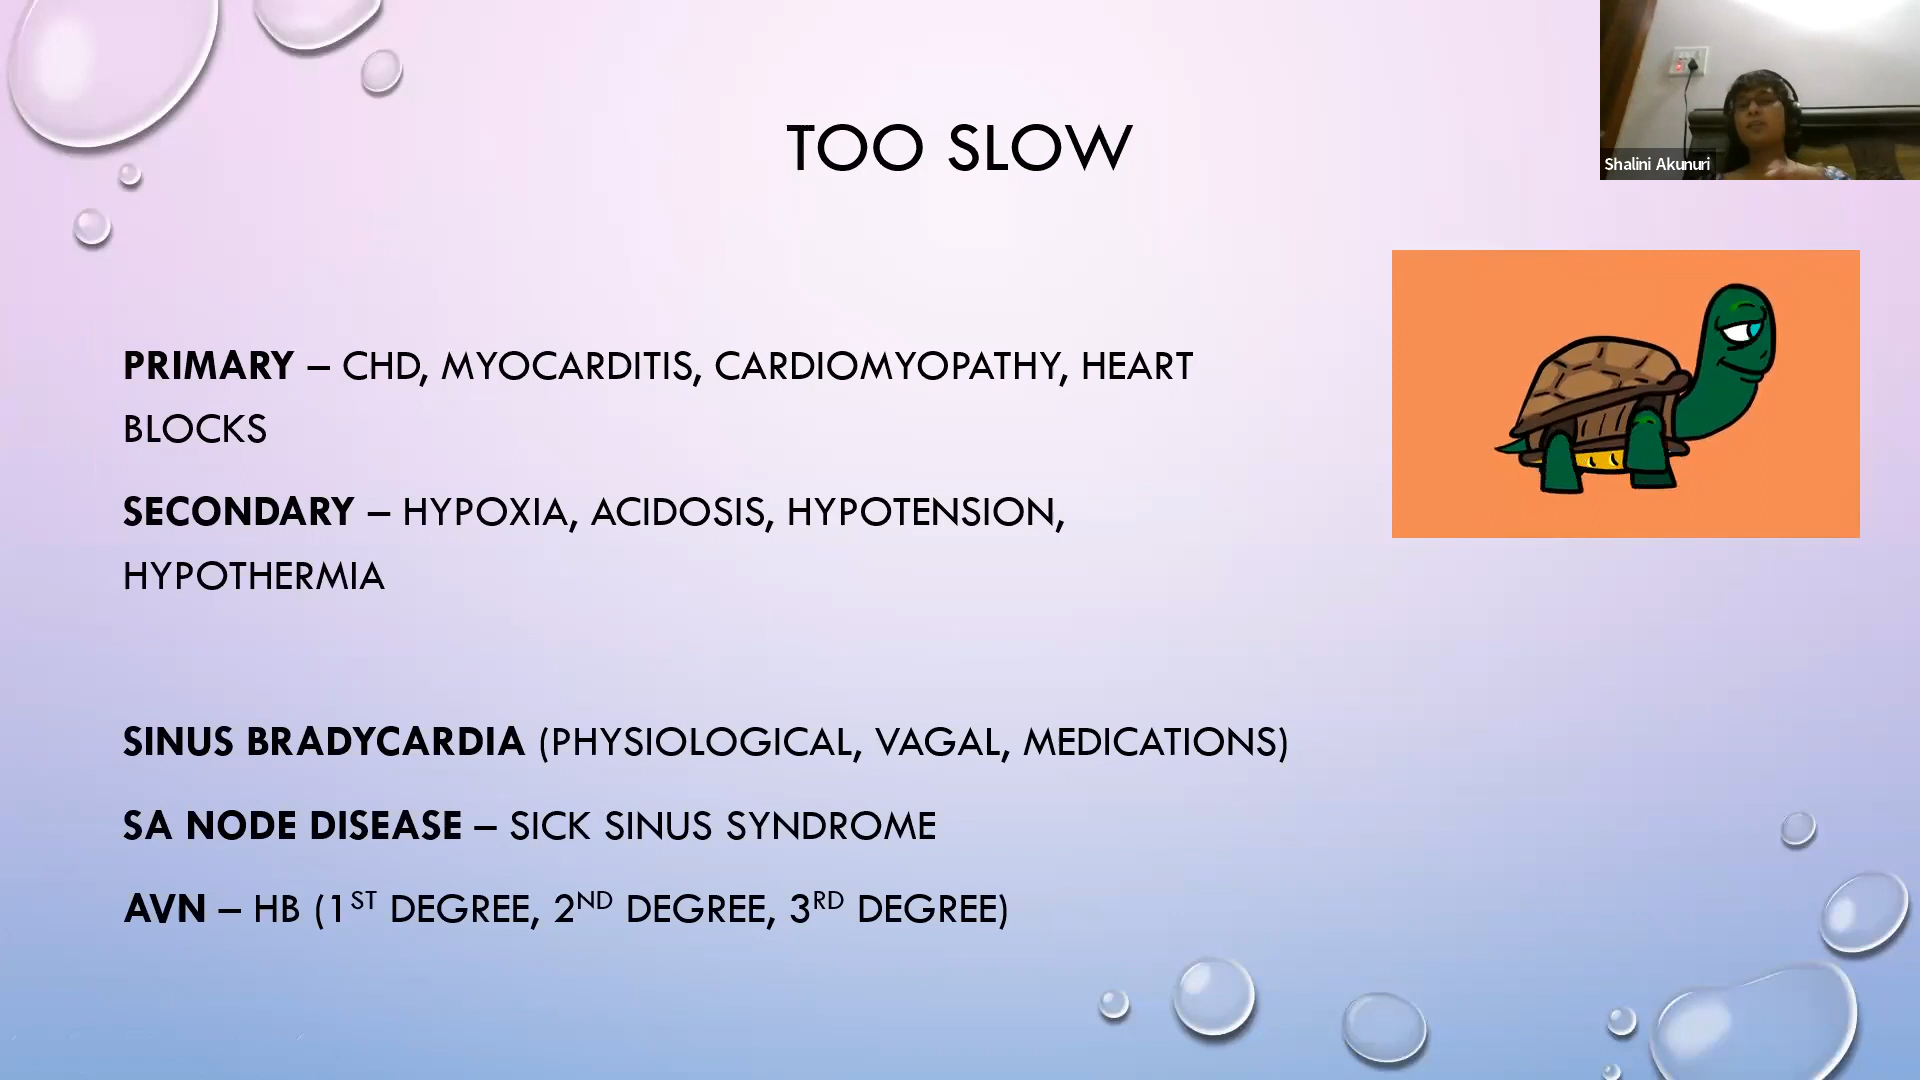 TOO SLOW
Shalini Akunuri
PRIMARY – CHD, MYOCARDITIS, CARDIOMYOPATHY, HEART
BLOCKS
SECONDARY – HYPOXIA, ACIDOSIS, HYPOTENSION,
HYPOTHERMIA
SINUS BRADYCARDIA (PHYSIOLOGICAL, VAGAL, MEDICATIONS)
SA NODE DISEASE – SICK SINUS SYNDROME
AVN – HB (1ST DEGREE, 2ND DEGREE, 3RD DEGREE)